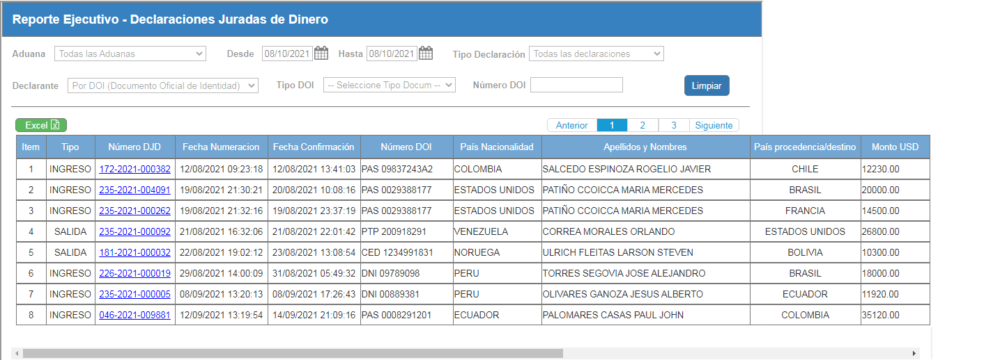 Reporte Ejecutivo - Declaraciones Juradas de Dinero
Aduana Todas las Aduanas Desde 08/10/2021 Hasta 08/10/2021 Tipo Declaración Todas las declaraciones
Declarante Por DOI (Documento Oficial de Identidad) Tipo DOI -- Seleccione Tipo Docum -- Número DOI Limpiar
Excel Anterior 1 2 3 Siguiente
Item Tipo Número DJD Fecha Numeracion Fecha Confirmación Número DOI País Nacionalidad Apellidos y Nombres País procedencia/destino Monto USD
1 INGRESO 172-2021-000382 12/08/2021 09:23:18 12/08/2021 13:41:03 PAS 09837243A2 COLOMBIA SALCEDO ESPINOZA ROGELIO JAVIER CHILE 12230.00
2 INGRESO 235-2021-004091 19/08/2021 21:30:21 20/08/2021 10:08:16 PAS 0029388177 ESTADOS UNIDOS PATIÑO CCOICCA MARIA MERCEDES BRASIL 20000.00
3 INGRESO 235-2021-000262 19/08/2021 21:32:16 19/08/2021 23:37:19 PAS 0029388177 ESTADOS UNIDOS PATIÑO CCOICCA MARIA MERCEDES FRANCIA 14500.00
4 SALIDA 235-2021-000092 21/08/2021 16:32:06 21/08/2021 22:01:42 PTP 200918291 VENEZUELA CORREA MORALES ORLANDO ESTADOS UNIDOS 26800.00
5 SALIDA 181-2021-000032 22/08/2021 19:02:12 23/08/2021 13:08:54 CED 1234991831 NORUEGA ULRICH FLEITAS LARSON STEVEN BOLIVIA 10300.00
6 INGRESO 226-2021-000019 29/08/2021 14:00:09 31/08/2021 05:49:32 DNI 09789098 PERU TORRES SEGOVIA JOSE ALEJANDRO BRASIL 18000.00
7 INGRESO 235-2021-000005 08/09/2021 13:20:13 08/09/2021 17:26:43 DNI 00889381 PERU OLIVARES GANOZA JESUS ALBERTO ECUADOR 11920.00
8 INGRESO 046-2021-009881 12/09/2021 13:19:54 14/09/2021 21:09:16 PAS 0008291201 ECUADOR PALOMARES CASAS PAUL JOHN COLOMBIA 35120.00